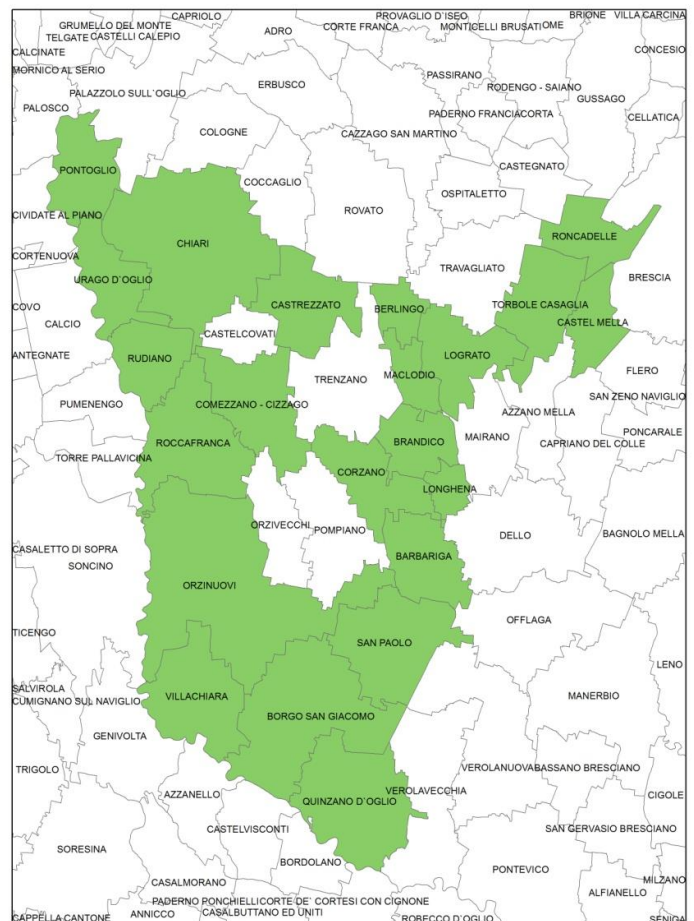 CAPRIOLO
PROVAGLIO D'ISEO
BRIONE
VILLA CARCINA
GRUMELLO DEL MONTE
ADRO
CORTE FRANCA
MONTICELLI BRUSATI
OME
TELGATE
CASTELLI CALEPIO
CALCINATE
CONCESIO
MORNICO AL SERIO
PASSIRANO
ERBUSCO
RODENGO - SAIANO
PALAZZOLO SULL`OGLIO
GUSSAGO
PALOSCO
PADERNO FRANCIACORTA
CELLATICA
COLOGNE
CAZZAGO SAN MARTINO
CASTEGNATO
PONTOGLIO
COCCAGLIO
OSPITALETTO
ROVATO
CIVIDATE AL PIANO
RONCADELLE
CHIARI
CORTENUOVA
TRAVAGLIATO
URAGO D`OGLIO
BRESCIA
COVO
CASTREZZATO
BERLINGO
TORBOLE CASAGLIA
CALCIO
CASTEL MELLA
CASTELCOVATI
ANTEGNATE
RUDIANO
LOGRATO
FLERO
TRENZANO
MACLODIO
SAN ZENO NAVIGLIO
PUMENENGO
COMEZZANO - CIZZAGO
AZZANO MELLA
PONCARALE
ROCCAFRANCA
BRANDICO
MAIRANO
CAPRIANO DEL COLLE
TORRE PALLAVICINA
CORZANO
LONGHENA
ORZIVECCHI
POMPIANO
DELLO
BAGNOLO MELLA
CASALETTO DI SOPRA
BARBARIGA
SONCINO
ORZINUOVI
OFFLAGA
TICENGO
SAN PAOLO
LENO
SALVIROLA
VILLACHIARA
MANERBIO
CUMIGNANO SUL NAVIGLIO
BORGO SAN GIACOMO
GENIVOLTA
TRIGOLO
VEROLANUOVA
BASSANO BRESCIANO
VEROLAVECCHIA
AZZANELLO
QUINZANO D`OGLIO
CIGOLE
CASTELVISCONTI
SAN GERVASIO BRESCIANO
SORESINA
BORDOLANO
PONTEVICO
CASALMORANO
MILZANO
ALFIANELLO
PADERNO PONCHIELLI
CORTE DE` CORTESI CON CIGNONE
CAPPELLA CANTONE
ANNICCO
CASALBUTTANO ED UNITI
ROBECCO D`OGLIO
SENIGA